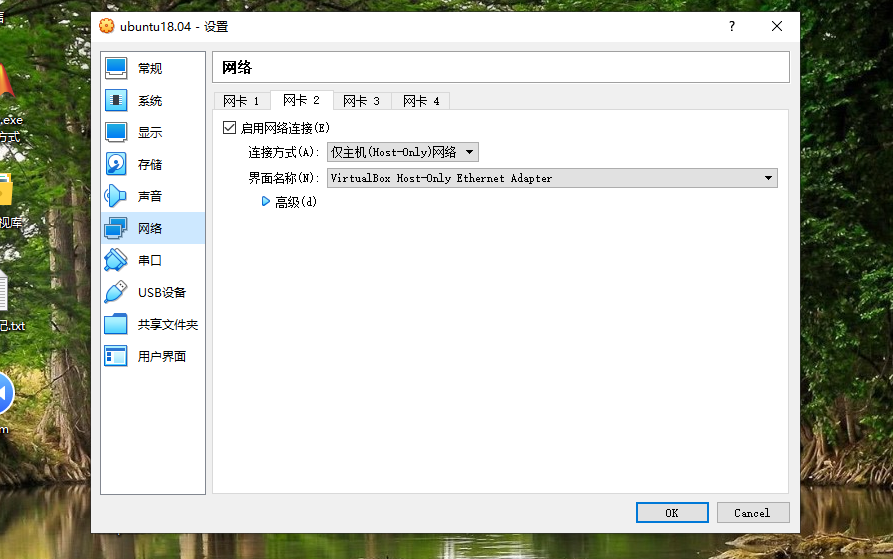 ubuntu18.04 - 设置
?
常规
系统
显示
存储
声音
网络
串口
USB设备
共享文件夹
用户界面
网络
网卡 1
网卡 2
网卡 3
网卡 4
启用网络连接(E)
连接方式(A): 仅主机(Host-Only)网络
界面名称(N): VirtualBox Host-Only Ethernet Adapter
高级(d)
OK
Cancel
.exe
方式
视库
记.txt
m